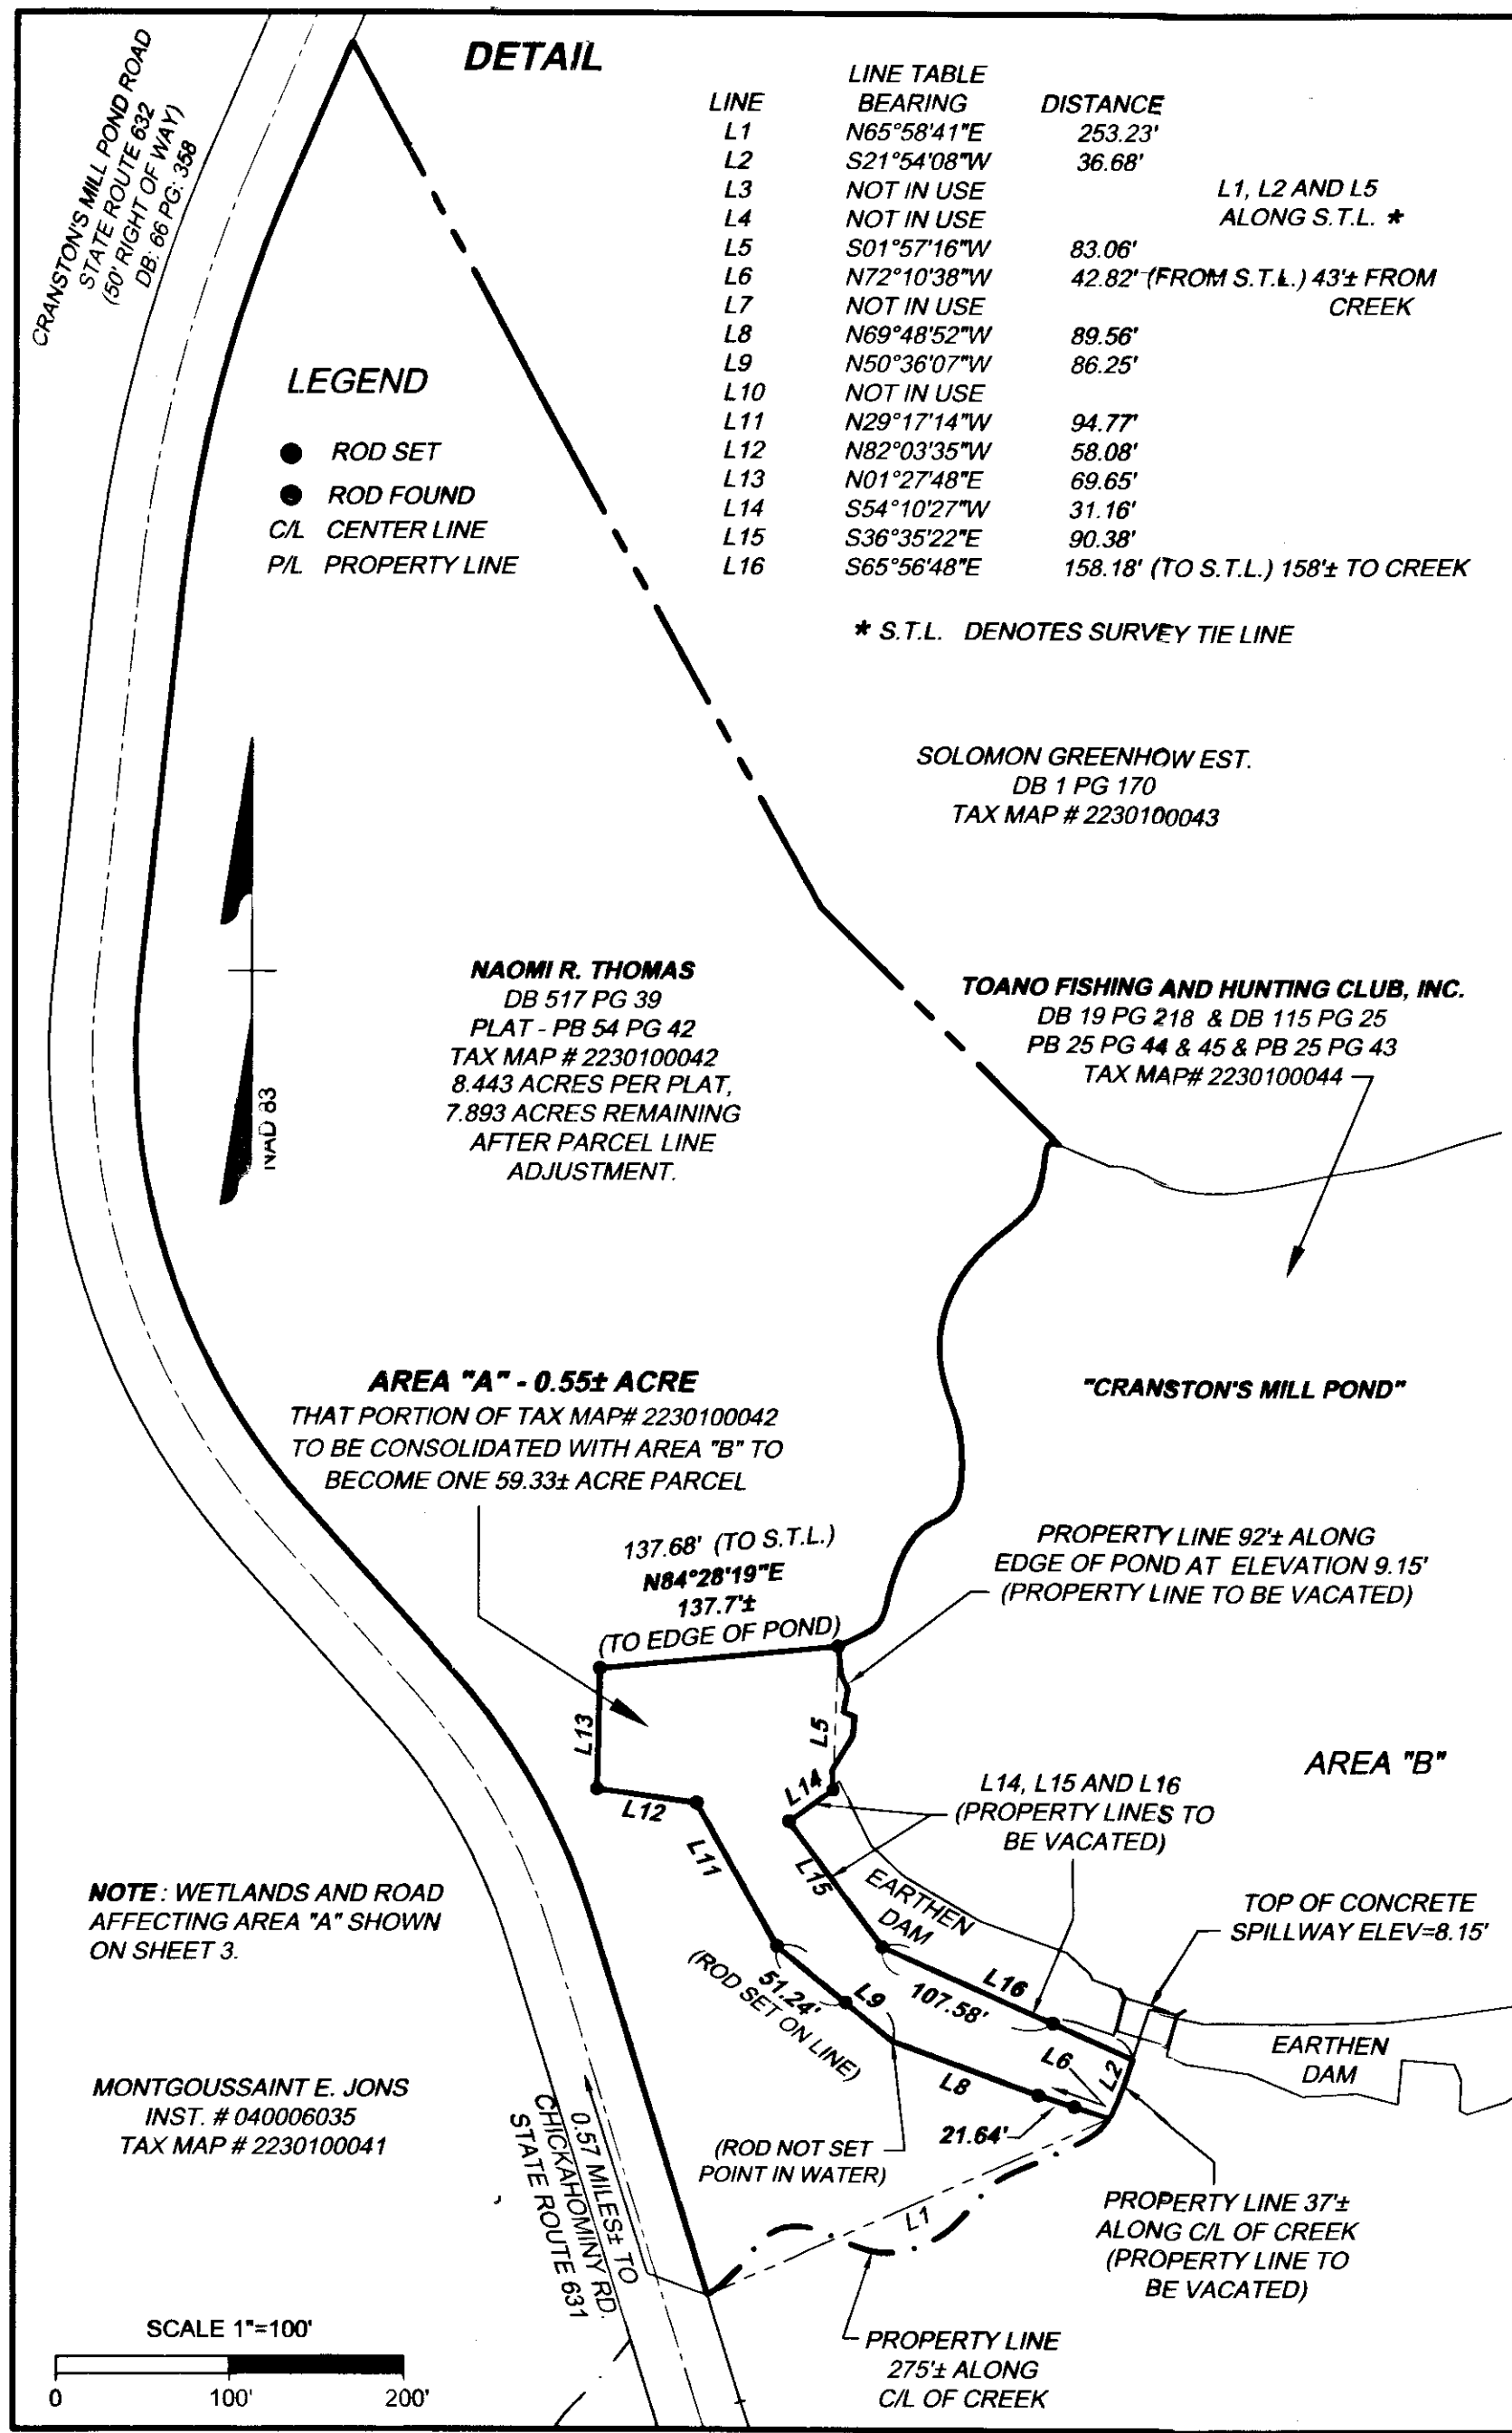 DETAIL
CRANSTON'S MILL POND ROAD
STATE ROUTE 632
(50' RIGHT OF WAY)
DB: 66 PG: 358
LINE TABLE
LINE BEARING DISTANCE
L1 N65°58'41"E 253.23'
L2 S21°54'08"W 36.68'
L3 NOT IN USE
L4 NOT IN USE
L5 S01°57'16"W 83.06'
L6 N72°10'38"W 42.82' (FROM S.T.L.) 43'± FROM
CREEK
L7 NOT IN USE
L8 N69°48'52"W 89.56'
L9 N50°36'07"W 86.25'
L10 NOT IN USE
L11 N29°17'14"W 94.77'
L12 N82°03'35"W 58.08'
L13 N01°27'48"E 69.65'
L14 S54°10'27"W 31.16'
L15 S36°35'22"E 90.38'
L16 S65°56'48"E 158.18' (TO S.T.L.) 158'± TO CREEK
L1, L2 AND L5
ALONG S.T.L. *
* S.T.L. DENOTES SURVEY TIE LINE
LEGEND
ROD SET
ROD FOUND
C/L CENTER LINE
P/L PROPERTY LINE
SOLOMON GREENHOW EST.
DB 1 PG 170
TAX MAP # 2230100043
NAD 83
NAOMI R. THOMAS
DB 517 PG 39
PLAT - PB 54 PG 42
TAX MAP # 2230100042
8.443 ACRES PER PLAT,
7.893 ACRES REMAINING
AFTER PARCEL LINE
ADJUSTMENT.
TOANO FISHING AND HUNTING CLUB, INC.
DB 19 PG 218 & DB 115 PG 25
PB 25 PG 44 & 45 & PB 25 PG 43
TAX MAP# 2230100044
AREA "A" - 0.55± ACRE
THAT PORTION OF TAX MAP# 2230100042
TO BE CONSOLIDATED WITH AREA "B" TO
BECOME ONE 59.33± ACRE PARCEL
"CRANSTON'S MILL POND"
137.68' (TO S.T.L.)
N84°28'19"E
137.7'±
(TO EDGE OF POND)
PROPERTY LINE 92'± ALONG
EDGE OF POND AT ELEVATION 9.15'
(PROPERTY LINE TO BE VACATED)
L13
L5
L14
L12
L11
L15
AREA "B"
L14, L15 AND L16
(PROPERTY LINES TO
BE VACATED)
EARTHEN
DAM
TOP OF CONCRETE
SPILLWAY ELEV=8.15'
NOTE: WETLANDS AND ROAD
AFFECTING AREA "A" SHOWN
ON SHEET 3.
51.24'
(ROD SET ON LINE)
L9
L16
107.58'
L6
L2
L8
21.64'
EARTHEN
DAM
MONTGOUSSAINT E. JONS
INST. # 040006035
TAX MAP # 2230100041
0.57 MILES± TO
CHICKAHOMINY RD.
STATE ROUTE 631
(ROD NOT SET
POINT IN WATER)
L1
PROPERTY LINE 37'±
ALONG C/L OF CREEK
(PROPERTY LINE TO
BE VACATED)
PROPERTY LINE
275'± ALONG
C/L OF CREEK
SCALE 1"=100'
0 100' 200'